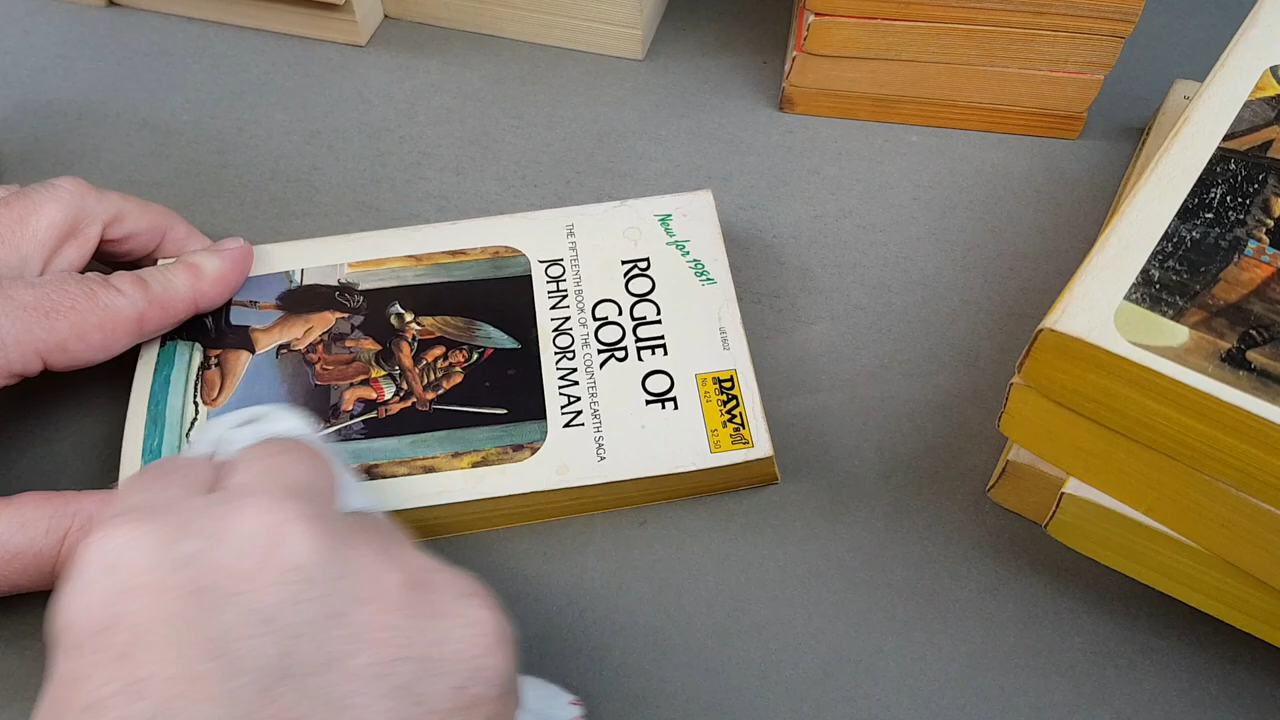 New for 1981!
UE1602
DAW
BOOKS
No. 424
$2.50
ROGUE OF
GOR
THE FIFTEENTH BOOK OF THE COUNTER-EARTH SAGA
JOHN NORMAN